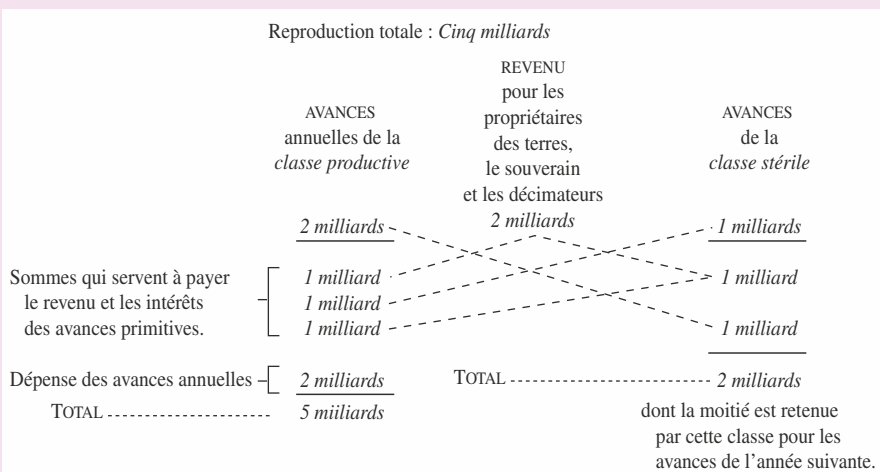 Reproduction totale : Cinq milliards
AVANCES
annuelles de la
classe productive
REVENU
pour les
propriétaires
des terres,
le souverain
et les décimateurs
2 milliards
AVANCES
de la
classe stérile
2 milliards
1 milliards
Sommes qui servent à payer
le revenu et les intérêts
des avances primitives.
1 milliard
1 milliard
1 milliard
1 milliard
1 milliard
Dépense des avances annuelles
2 milliards
TOTAL
2 milliards
TOTAL
5 miiliards
dont la moitié est retenue
par cette classe pour les
avances de l'année suivante.